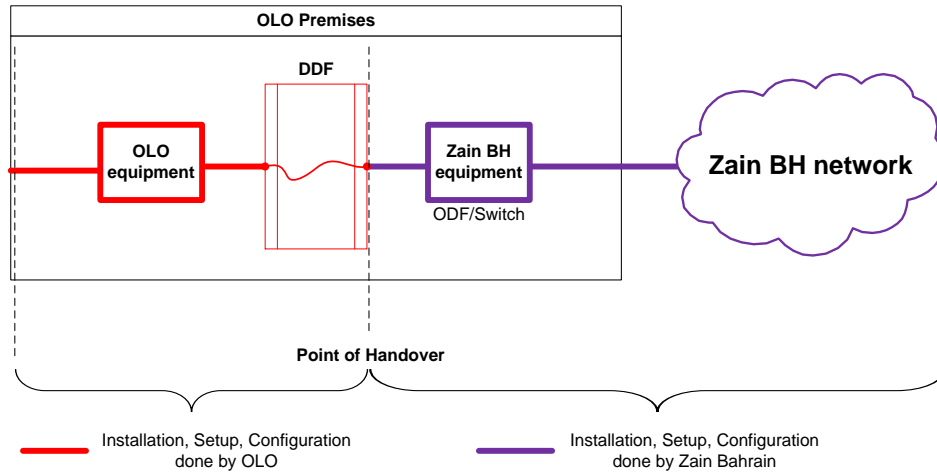 OLO Premises
DDF
OLO
equipment
Zain BH
equipment
ODF/Switch
Zain BH network
Point of Handover
Installation, Setup, Configuration
done by OLO
Installation, Setup, Configuration
done by Zain Bahrain